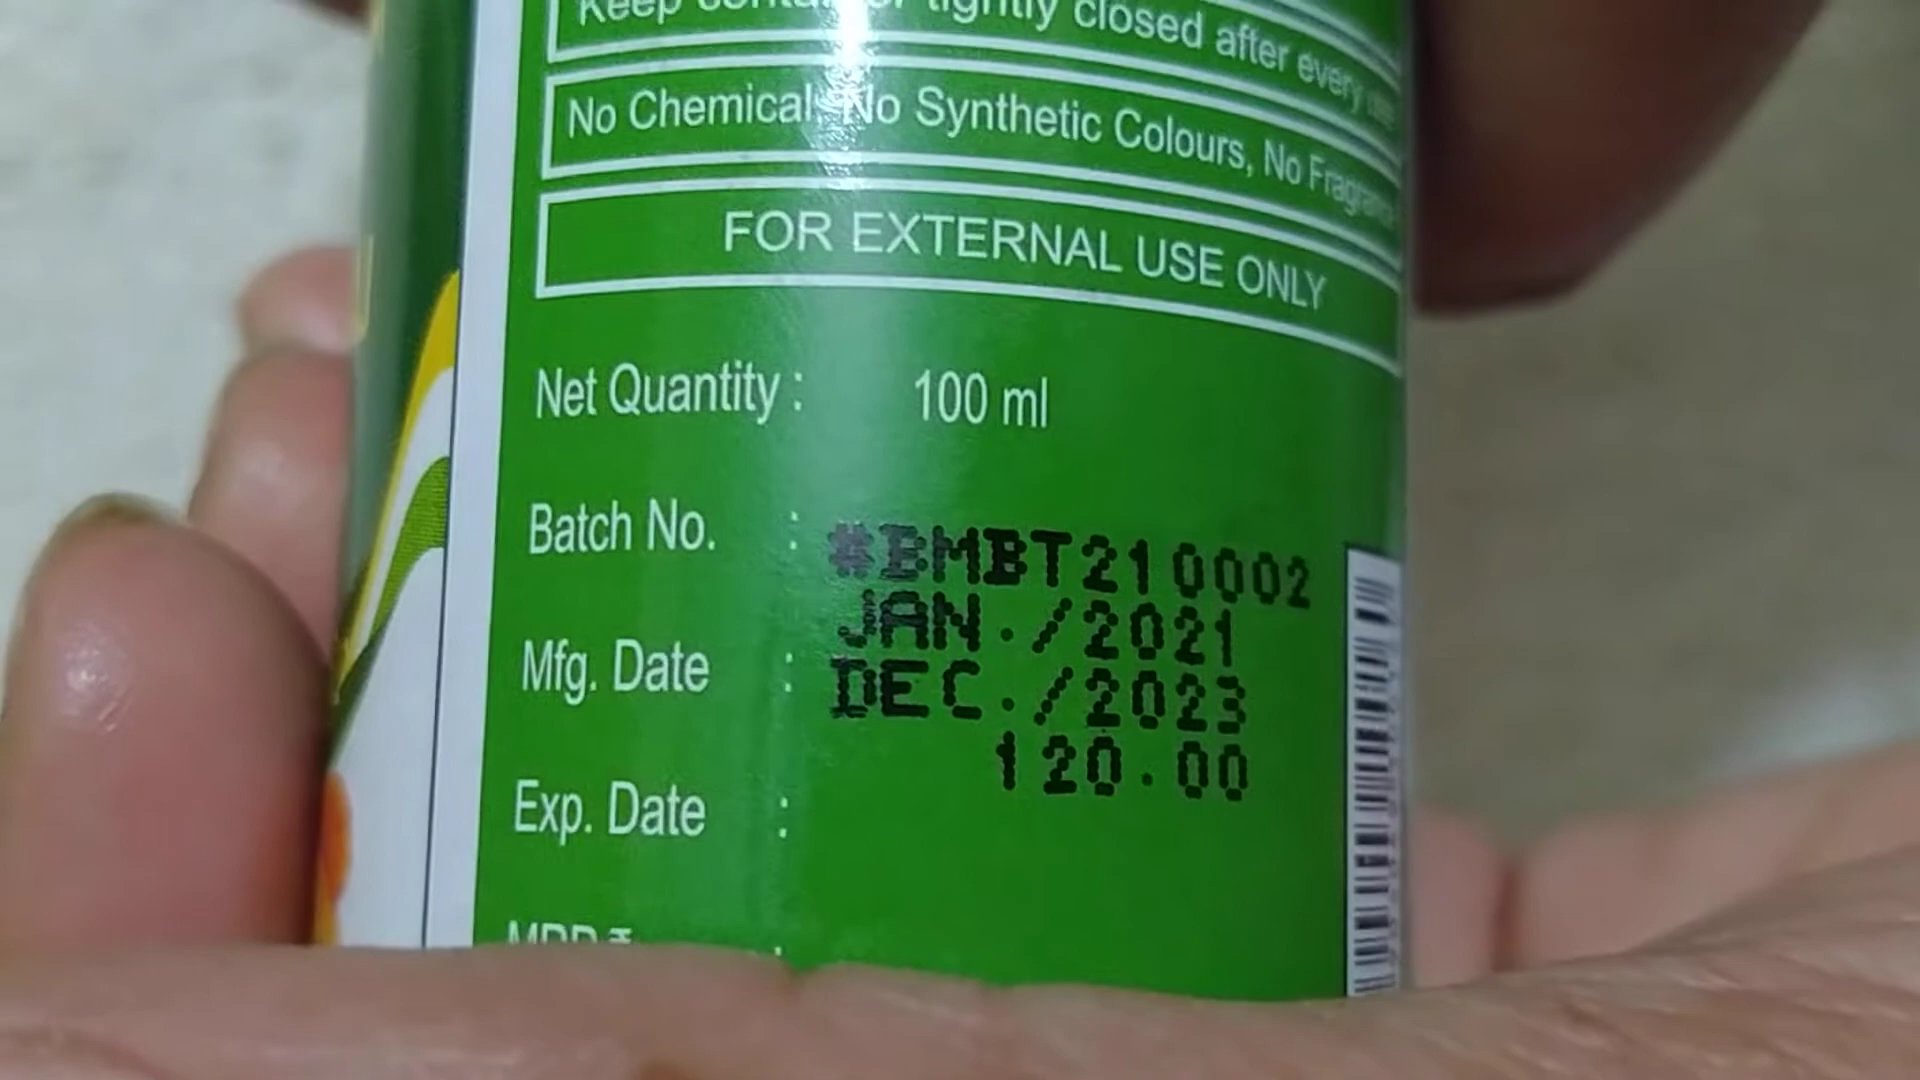 Keep container tightly closed after every use
No Chemical, No Synthetic Colours, No Fragrance
FOR EXTERNAL USE ONLY
Net Quantity : 100 ml
Batch No. : #BMBT210002
JAN./2021
Mfg. Date :
DEC./2023
120.00
Exp. Date :
MRP ₹ :